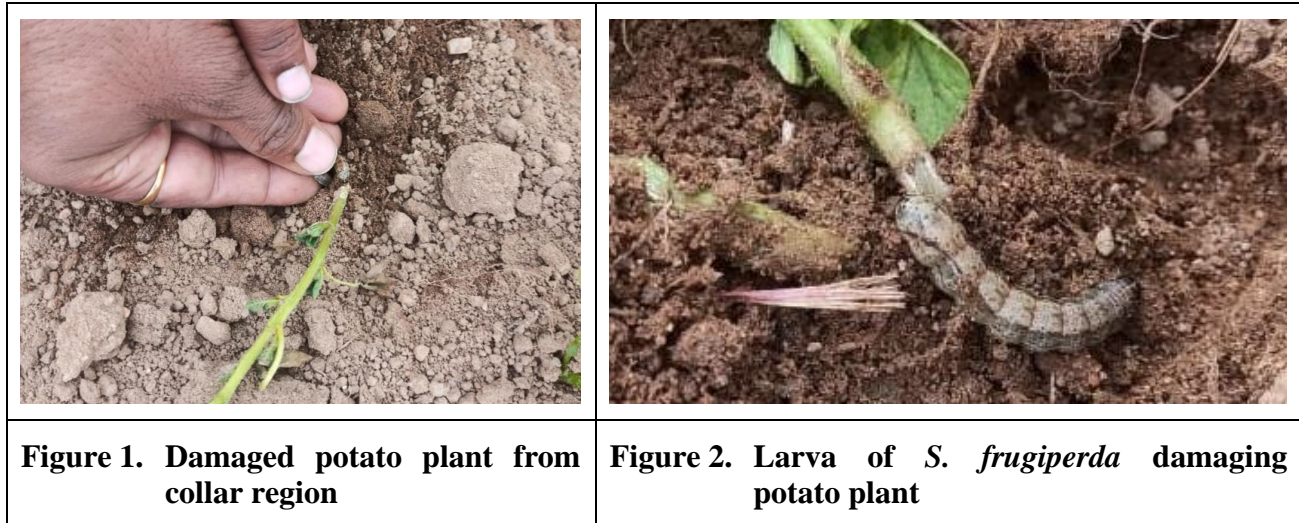 Figure 1. Damaged potato plant from
collar region
Figure 2. Larva of S. frugiperda damaging
potato plant